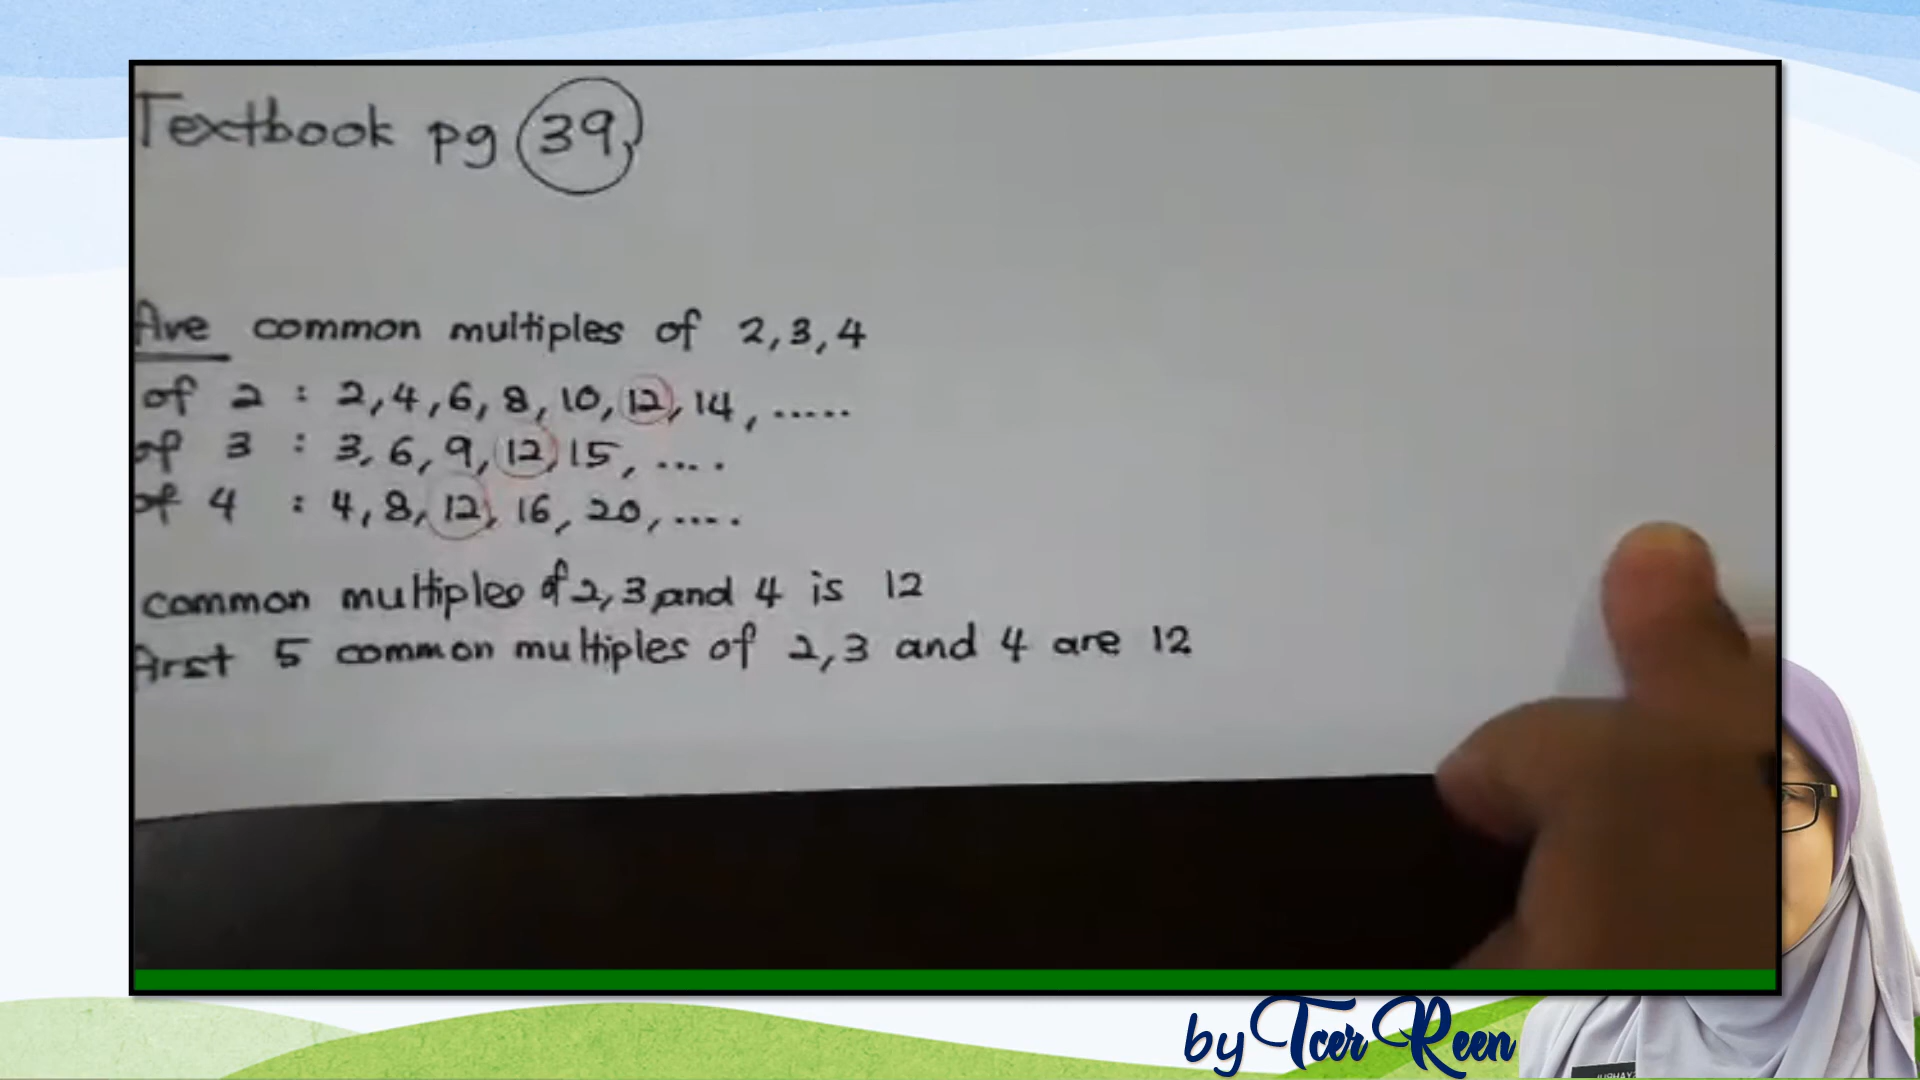 Textbook pg 39
five common multiples of 2,3,4
of 2 : 2,4,6,8,10,12,14,.....
of 3 : 3,6,9,12,15,....
of 4 : 4,8,12,16,20,....
common multiples of 2,3 and 4 is 12
first 5 common multiples of 2,3 and 4 are 12
by Tcer Reen